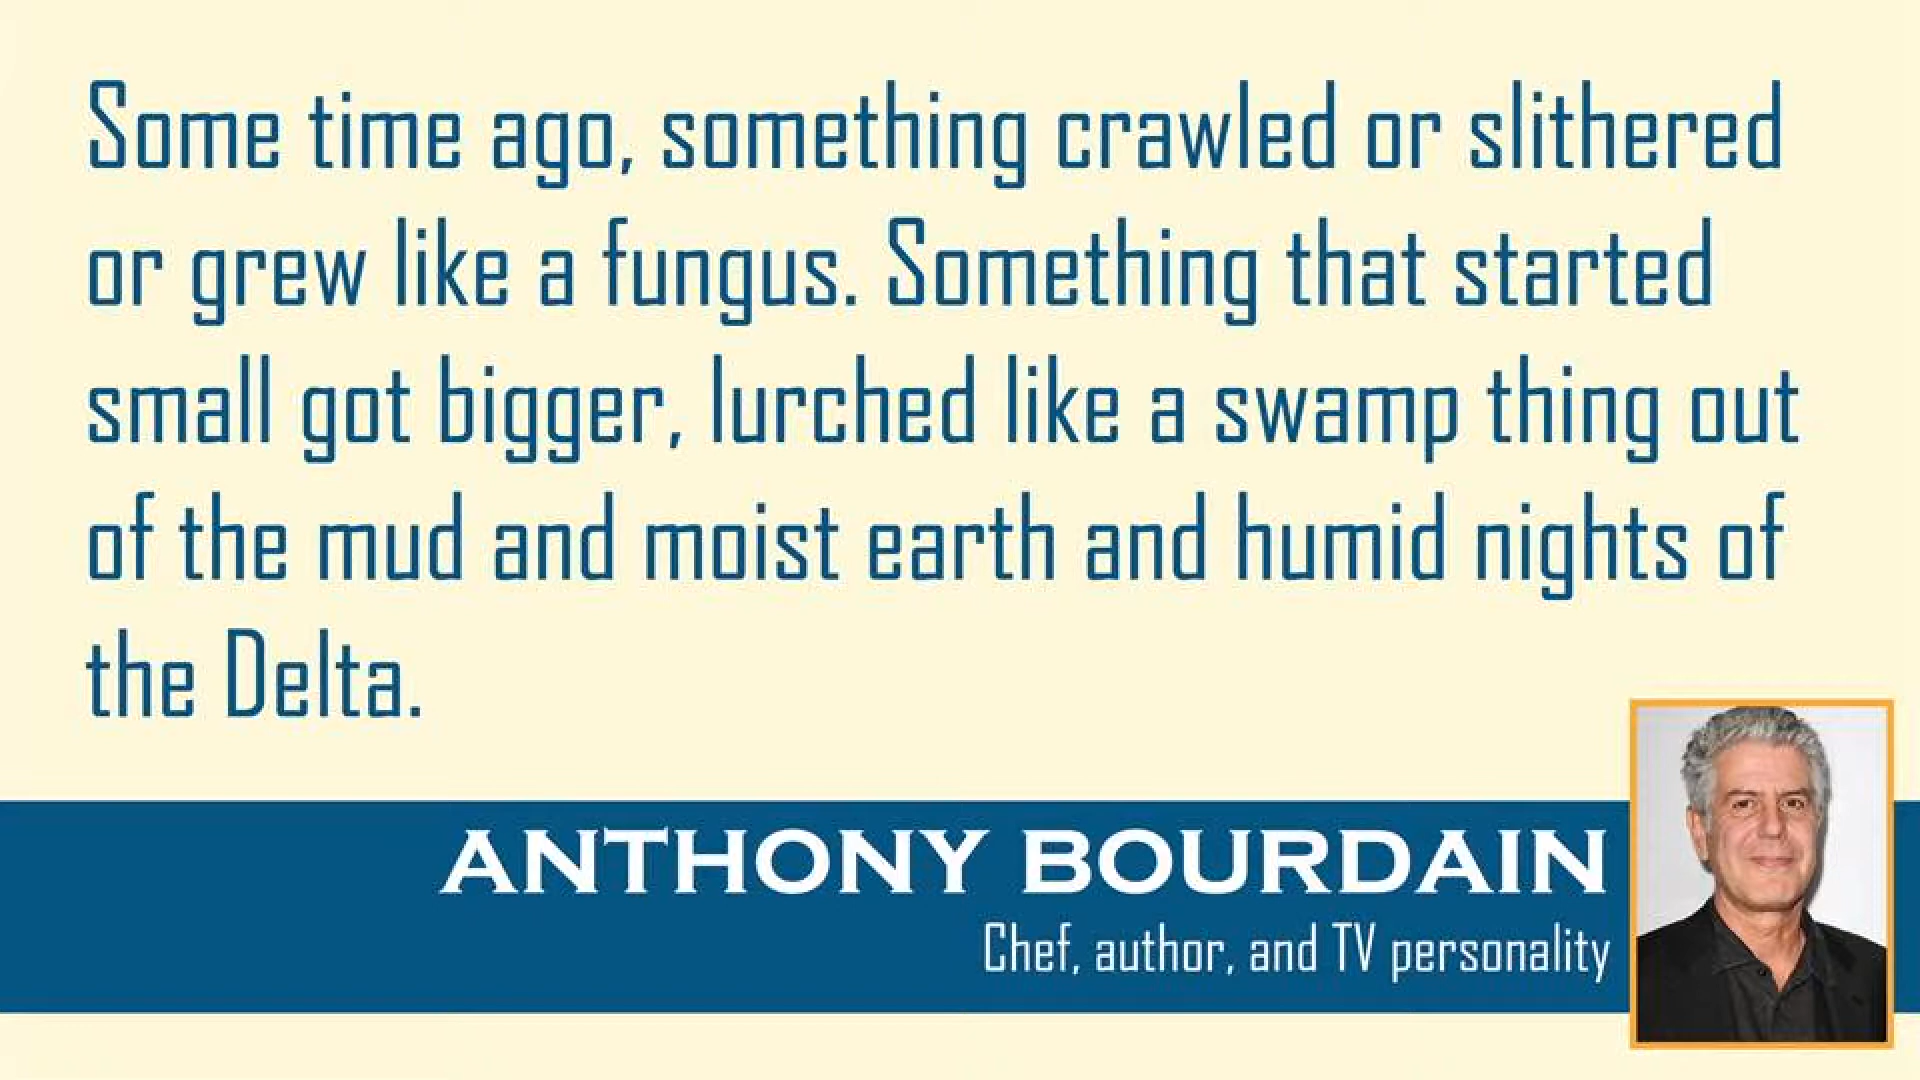 Some time ago, something crawled or slithered
or grew like a fungus. Something that started
small got bigger, lurched like a swamp thing out
of the mud and moist earth and humid nights of
the Delta.
ANTHONY BOURDAIN
Chef, author, and TV personality